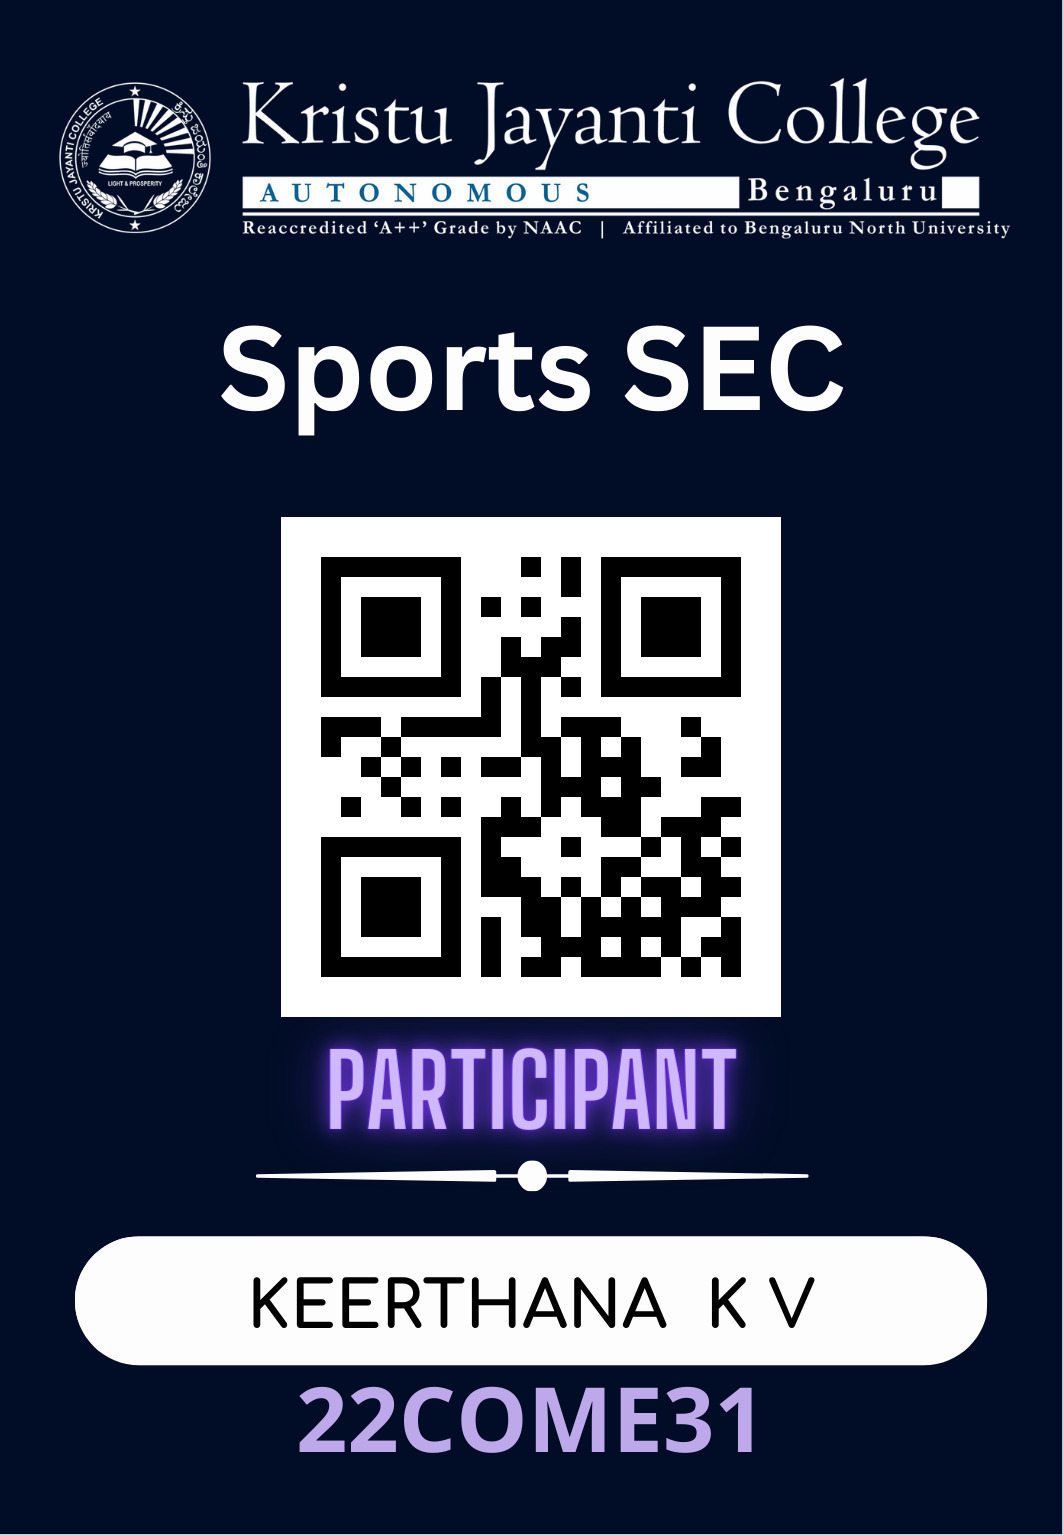 KRISTU JAYANTI COLLEGE
LIGHT & PROSPERITY
Kristu Jayanti College
AUTONOMOUS Bengaluru
Reaccredited ‘A++’ Grade by NAAC | Affiliated to Bengaluru North University
Sports SEC
PARTICIPANT
KEERTHANA K V
22COME31